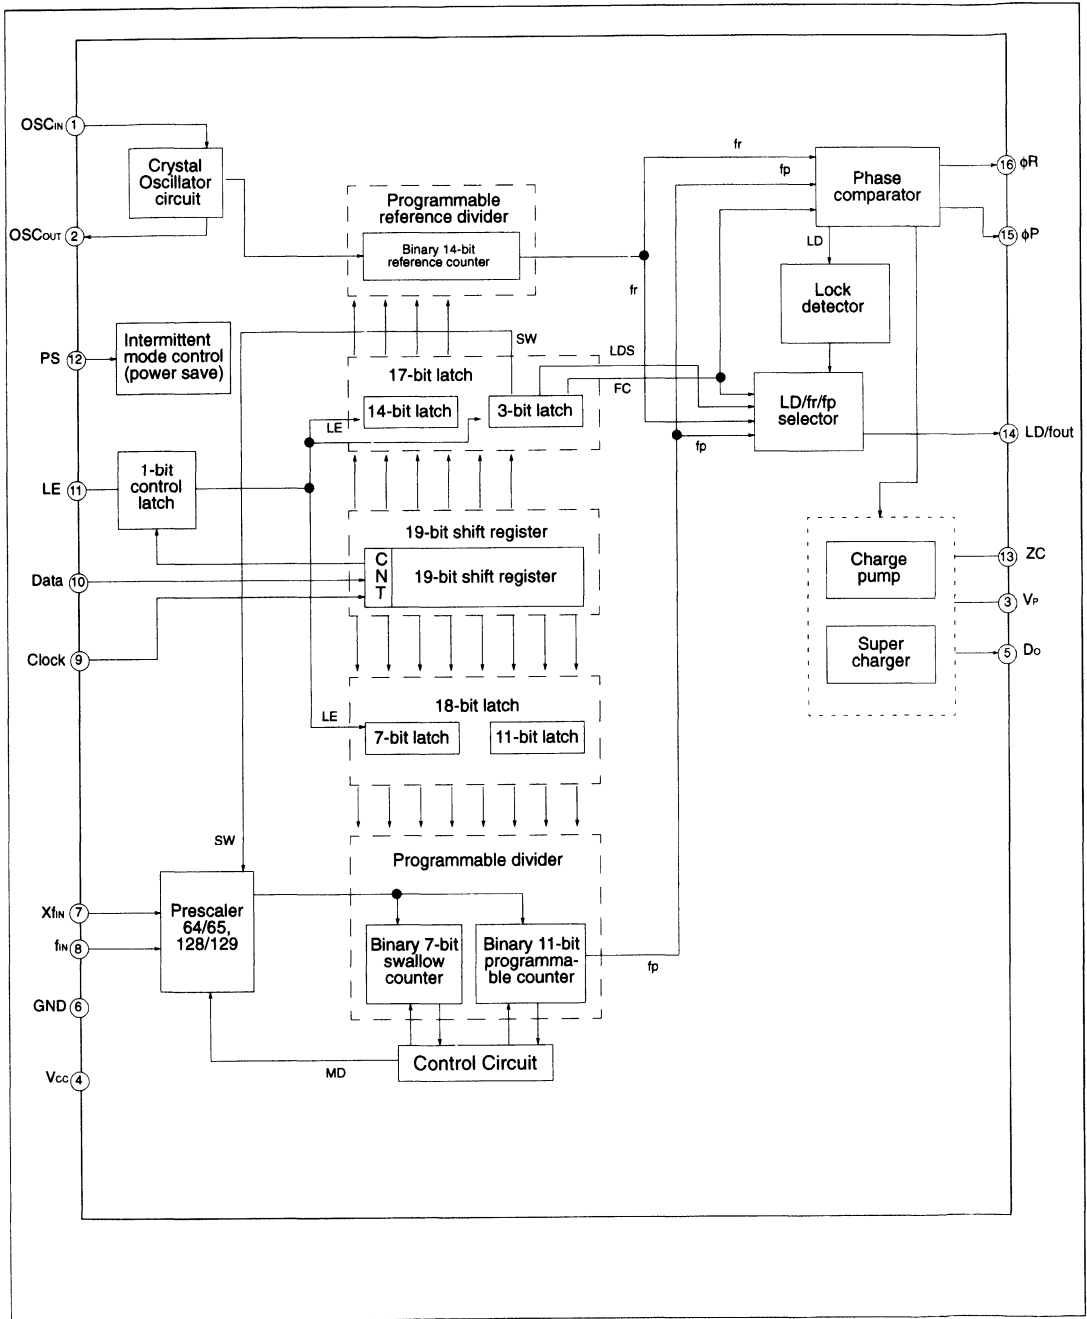 OSCIN 1
Crystal
Oscillator
circuit
OSCOUT 2
Programmable
reference divider
Binary 14-bit
reference counter
fr
fp
fr
Phase
comparator
16 ϕR
15 ϕP
LD
Lock
detector
PS 12
Intermittent
mode control
(power save)
SW
17-bit latch
14-bit latch
3-bit latch
LE
LDS
FC
fp
LD/fr/fp
selector
14 LD/fout
LE 11
1-bit
control
latch
19-bit shift register
C
N
T
19-bit shift register
Data 10
Clock 9
Charge
pump
Super
charger
13 ZC
3 VP
5 DO
18-bit latch
LE
7-bit latch
11-bit latch
SW
Programmable divider
XfIN 7
fIN 8
Prescaler
64/65,
128/129
Binary 7-bit
swallow
counter
Binary 11-bit
programma-
ble counter
fp
GND 6
Control Circuit
MD
VCC 4